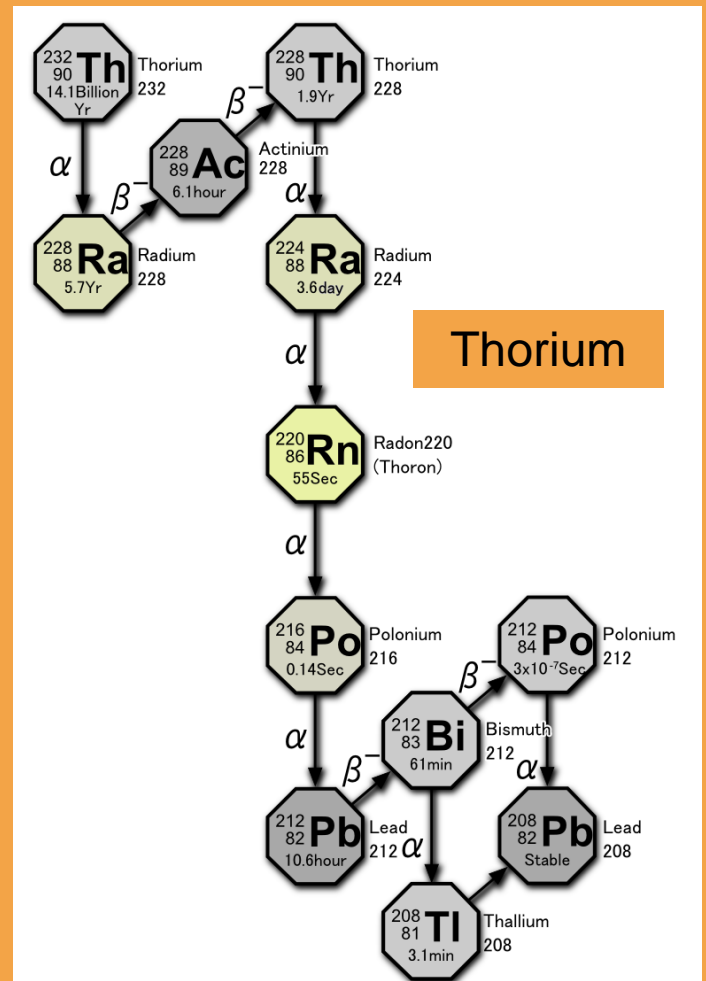 232
90
Th
14.1Billion
Yr
Thorium
232
228
90
Th
1.9Yr
Thorium
228
β⁻
α
228
89
Ac
6.1hour
Actinium
228
β⁻
α
228
88
Ra
5.7Yr
Radium
228
224
88
Ra
3.6day
Radium
224
Thorium
α
220
86
Rn
55Sec
Radon220
(Thoron)
α
216
84
Po
0.14Sec
Polonium
216
212
84
Po
3x10⁻⁷Sec
Polonium
212
β⁻
α
212
83
Bi
61min
Bismuth
212
β⁻
α
212
82
Pb
10.6hour
Lead
212
α
208
82
Pb
Stable
Lead
208
208
81
Tl
3.1min
Thallium
208